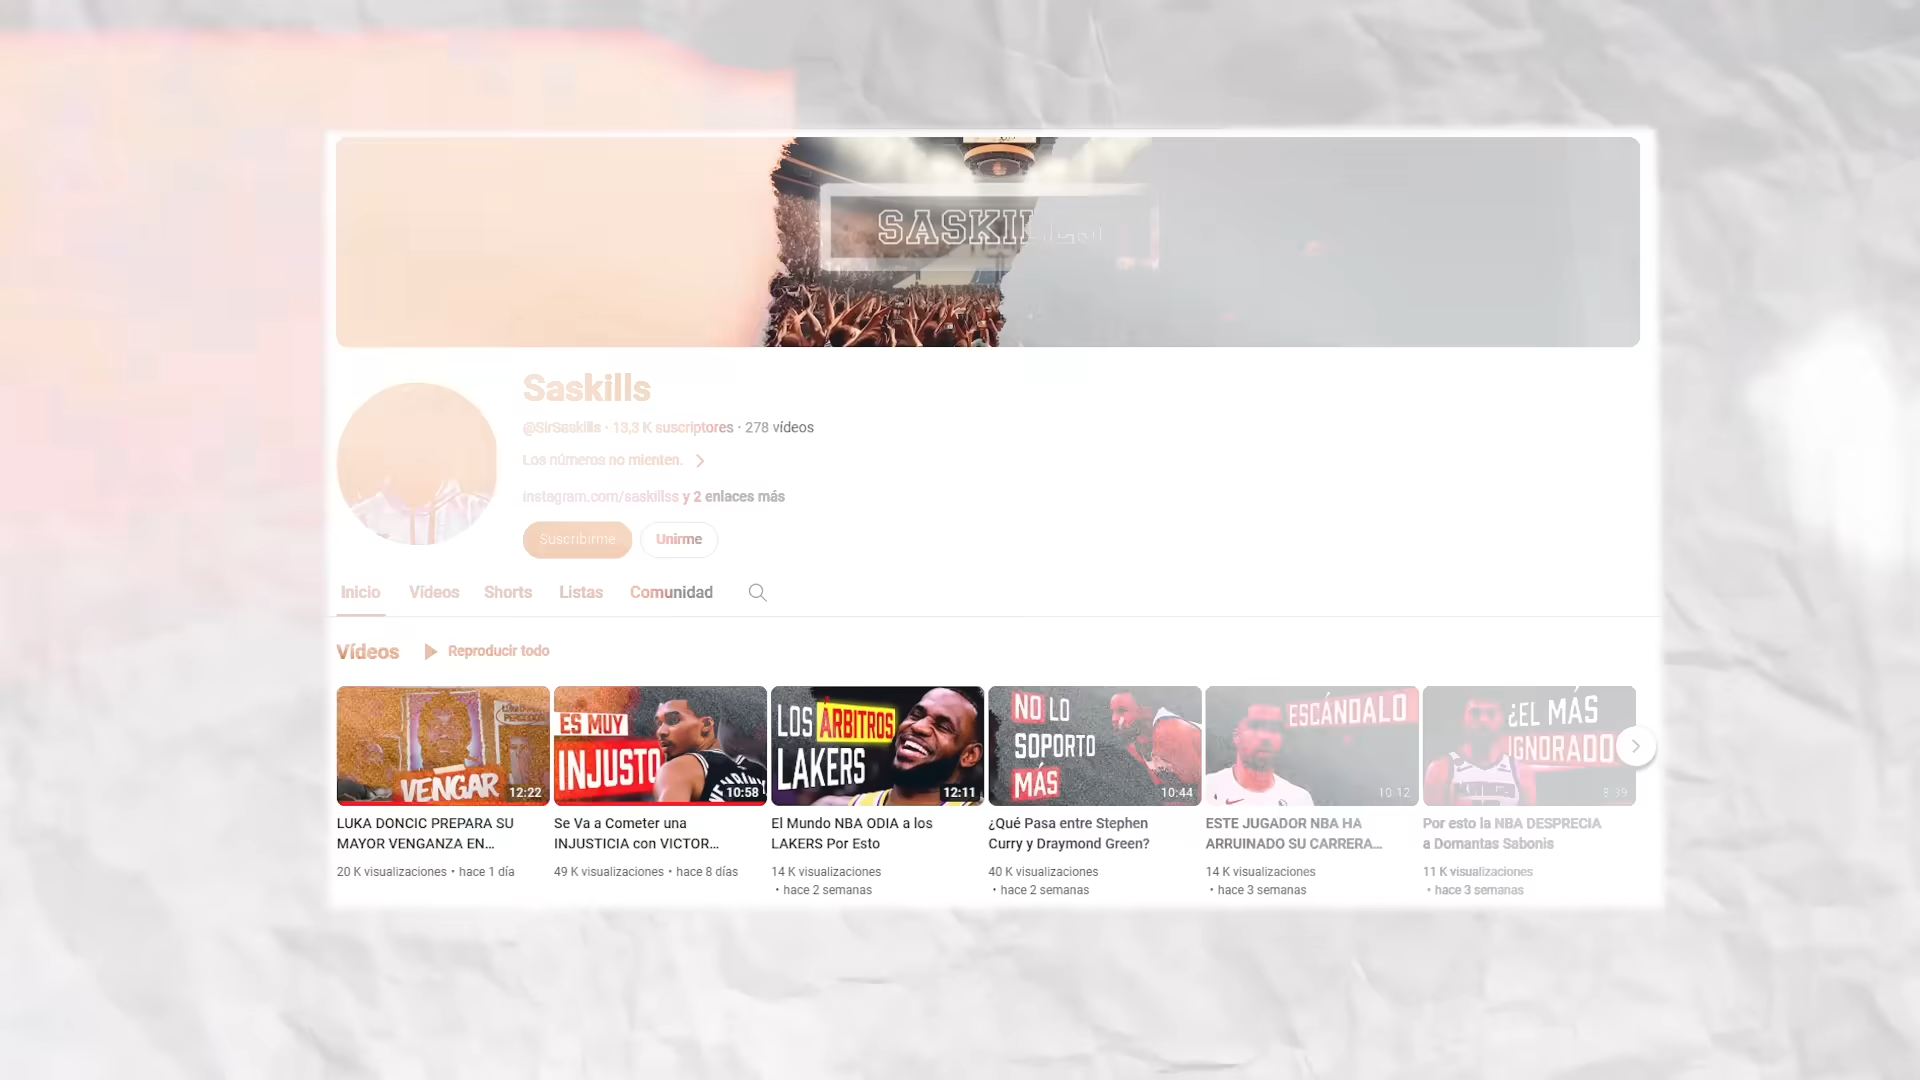 SASKILLS
Saskills
@SirSaskills · 13,3 K suscriptores · 278 vídeos
Los números no mienten.
instagram.com/saskillss y 2 enlaces más
Suscribirme
Unirme
Inicio
Vídeos
Shorts
Listas
Comunidad
Vídeos
Reproducir todo
VENGAR
12:22
ES MUY
INJUSTO
10:58
LOS ÁRBITROS
LAKERS
12:11
NO LO
SOPORTO
MÁS
10:44
ESCÁNDALO
10:12
¿EL MÁS
IGNORADO
8:39
LUKA DONCIC PREPARA SU
MAYOR VENGANZA EN...
20 K visualizaciones • hace 1 día
Se Va a Cometer una
INJUSTICIA con VICTOR...
49 K visualizaciones • hace 8 días
El Mundo NBA ODIA a los
LAKERS Por Esto
14 K visualizaciones
• hace 2 semanas
¿Qué Pasa entre Stephen
Curry y Draymond Green?
40 K visualizaciones
• hace 2 semanas
ESTE JUGADOR NBA HA
ARRUINADO SU CARRERA...
14 K visualizaciones
• hace 3 semanas
Por esto la NBA DESPRECIA
a Domantas Sabonis
11 K visualizaciones
• hace 3 semanas